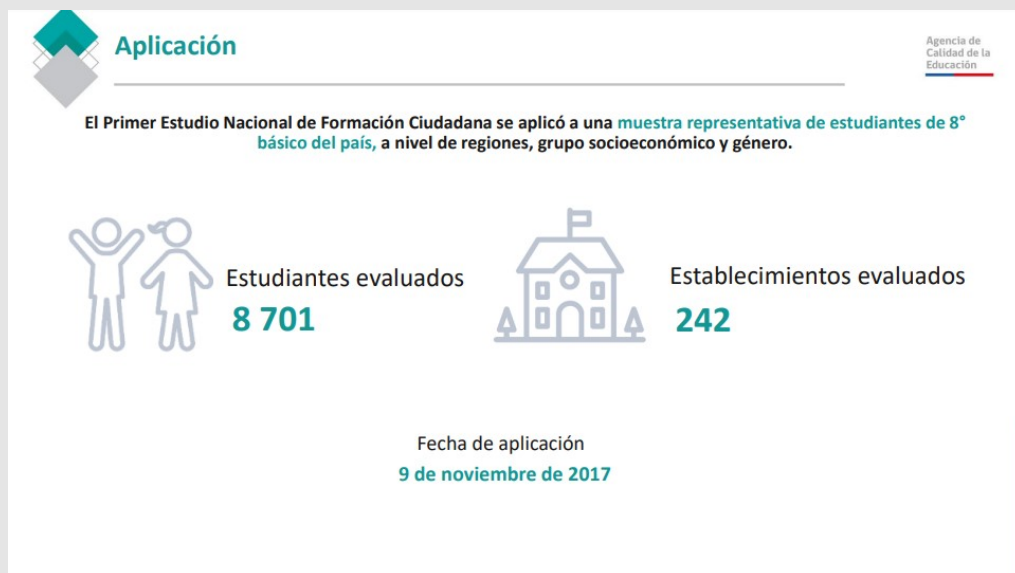 Aplicación
Agencia de
Calidad de la
Educación
El Primer Estudio Nacional de Formación Ciudadana se aplicó a una muestra representativa de estudiantes de 8°
básico del país, a nivel de regiones, grupo socioeconómico y género.
Estudiantes evaluados
8 701
Establecimientos evaluados
242
Fecha de aplicación
9 de noviembre de 2017